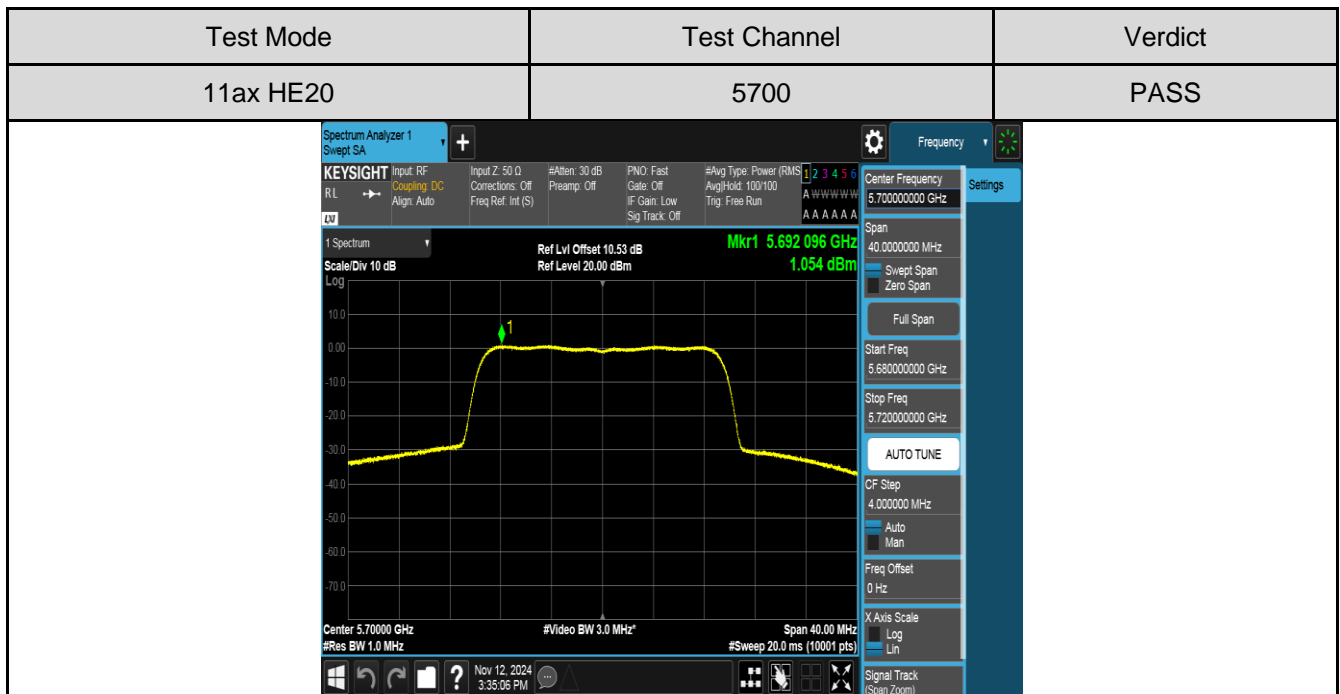 Test Mode Test Channel Verdict
11ax HE20 5700 PASS
Spectrum Analyzer 1
Swept SA
+
Frequency
KEYSIGHT Input: RF Input Z: 50 Ω #Atten: 30 dB PNO: Fast #Avg Type: Power (RMS 1 2 3 4 5 6
RL Coupling: DC Corrections: Off Preamp: Off Gate: Off Avg|Hold: 100/100 A W W W W W
Align: Auto Freq Ref: Int (S) IF Gain: Low Trig: Free Run
LXI Sig Track: Off A A A A A A
Center Frequency
5.700000000 GHz
Settings
Span
40.0000000 MHz
Swept Span
Zero Span
Full Span
Start Freq
5.680000000 GHz
Stop Freq
5.720000000 GHz
AUTO TUNE
CF Step
4.000000 MHz
Auto
Man
Freq Offset
0 Hz
X Axis Scale
Log
Lin
Signal Track
(Span Zoom)
1 Spectrum Ref Lvl Offset 10.53 dB Mkr1 5.692 096 GHz
Scale/Div 10 dB Ref Level 20.00 dBm 1.054 dBm
Log
10.0
1
0.00
-10.0
-20.0
-30.0
-40.0
-50.0
-60.0
-70.0
Center 5.70000 GHz #Video BW 3.0 MHz* Span 40.00 MHz
#Res BW 1.0 MHz #Sweep 20.0 ms (10001 pts)
? Nov 12, 2024
3:35:06 PM